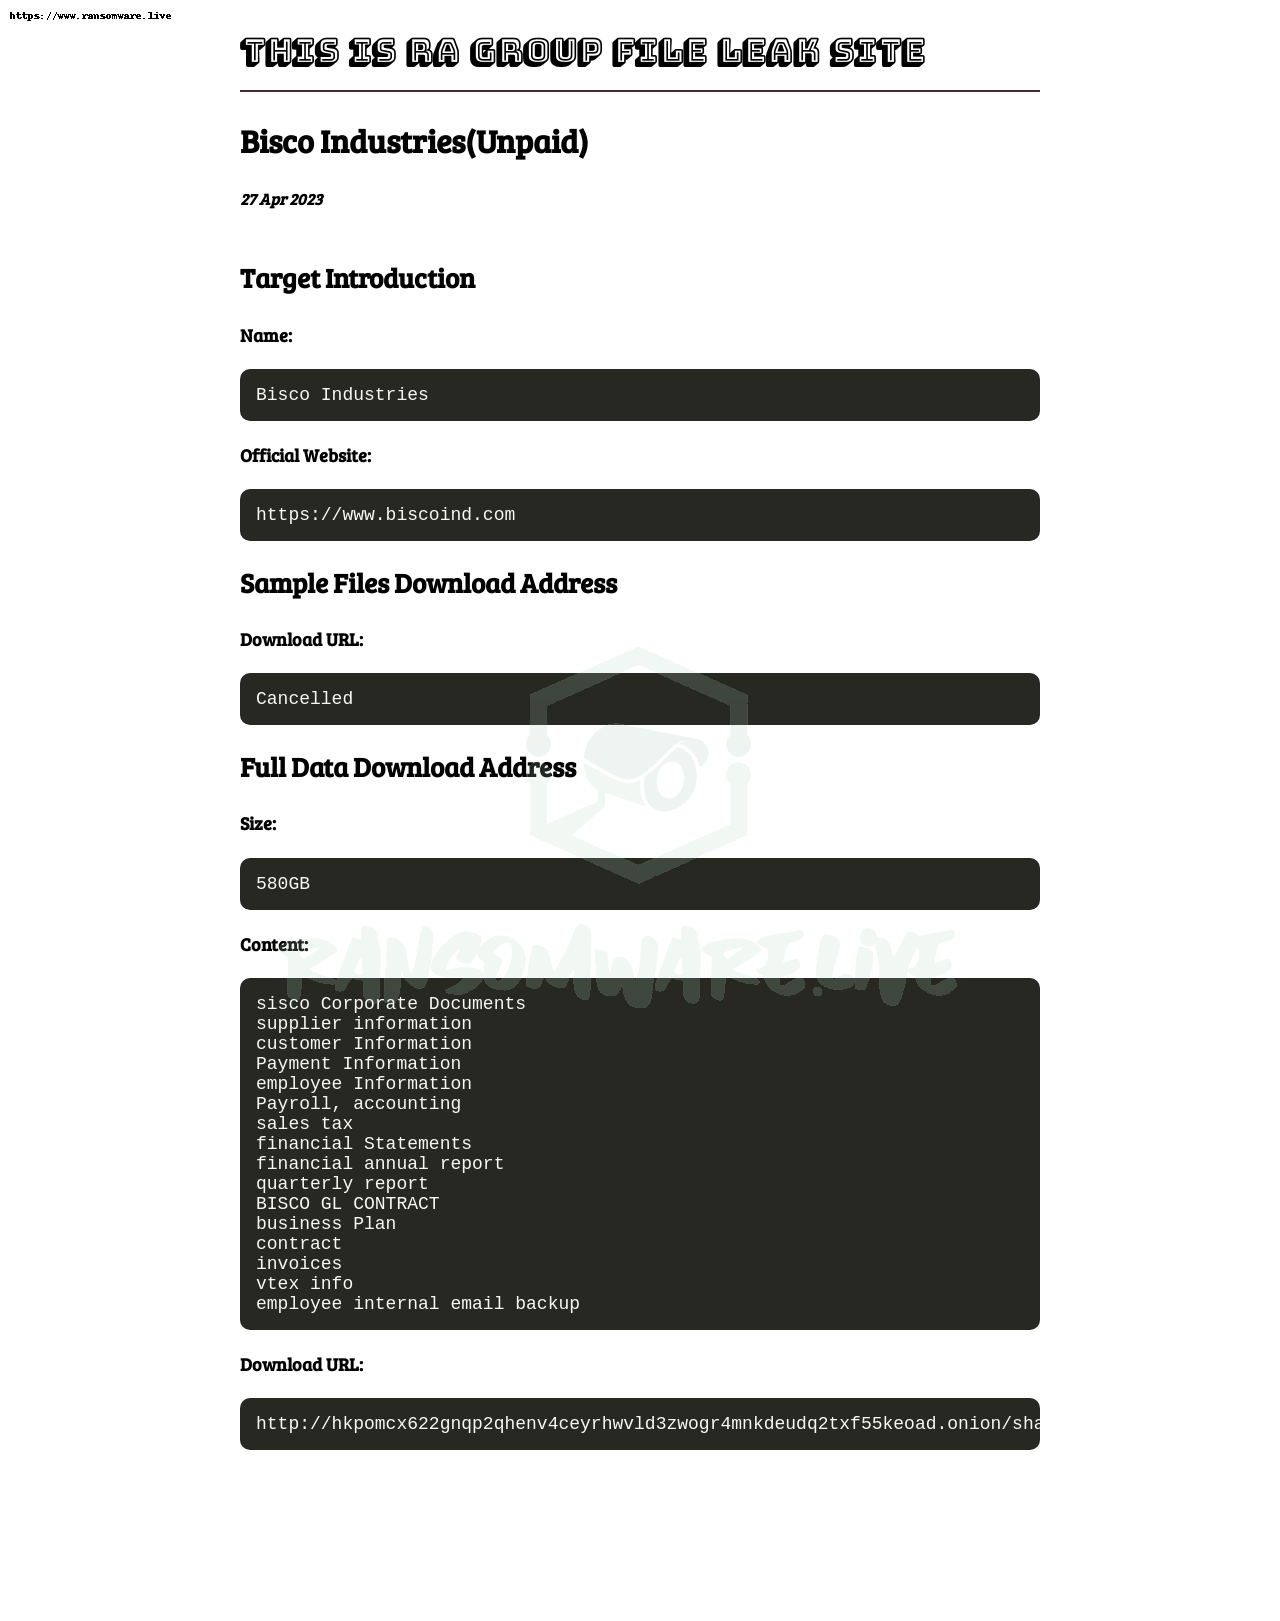 https://www.ransomware.live
THIS IS RA GROUP FILE LEAK SITE
Bisco Industries(Unpaid)
27 Apr 2023
Target Introduction
Name:
Bisco Industries
Official Website:
https://www.biscoind.com
Sample Files Download Address
Download URL:
Cancelled
Full Data Download Address
Size:
580GB
Content:
RANSOMWARE.LiVE
sisco Corporate Documents
supplier information
customer Information
Payment Information
employee Information
Payroll, accounting
sales tax
financial Statements
financial annual report
quarterly report
BISCO GL CONTRACT
business Plan
contract
invoices
vtex info
employee internal email backup
Download URL:
http://hkpomcx622gnqp2qhenv4ceyrhwvld3zwogr4mnkdeudq2txf55keoad.onion/sha